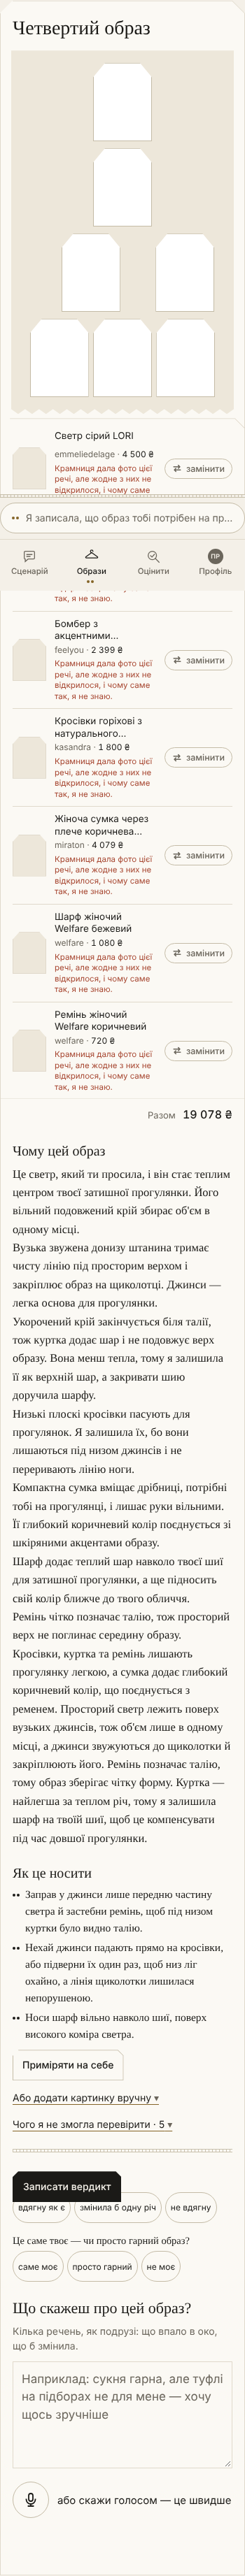 Четвертий образ
Светр сірий LORI
emmeliedelage · 4 500 ₴
Крамниця дала фото цієї
речі, але жодне з них не
відкрилося, і чому саме
замінити
Я записала, що образ тобі потрібен на пр...
Сценарій
Образи
Оцінити
ПР
Профіль
так, я не знаю.
Бомбер з
акцентними...
feelyou · 2 399 ₴
Крамниця дала фото цієї
речі, але жодне з них не
відкрилося, і чому саме
так, я не знаю.
замінити
Кросівки горіхові з
натурального...
kasandra · 1 800 ₴
Крамниця дала фото цієї
речі, але жодне з них не
відкрилося, і чому саме
так, я не знаю.
замінити
Жіноча сумка через
плече коричнева...
miraton · 4 079 ₴
Крамниця дала фото цієї
речі, але жодне з них не
відкрилося, і чому саме
так, я не знаю.
замінити
Шарф жіночий
Welfare бежевий
welfare · 1 080 ₴
Крамниця дала фото цієї
речі, але жодне з них не
відкрилося, і чому саме
так, я не знаю.
замінити
Ремінь жіночий
Welfare коричневий
welfare · 720 ₴
Крамниця дала фото цієї
речі, але жодне з них не
відкрилося, і чому саме
так, я не знаю.
замінити
Разом 19 078 ₴
Чому цей образ
Це светр, який ти просила, і він стає теплим
центром твоєї затишної прогулянки. Його
вільний подовжений крій збирає об'єм в
одному місці.
Вузька звужена донизу штанина тримає
чисту лінію під просторим верхом і
закріплює образ на щиколотці. Джинси —
легка основа для прогулянки.
Укорочений крій закінчується біля талії,
тож куртка додає шар і не подовжує верх
образу. Вона менш тепла, тому я залишила
її як верхній шар, а закривати шию
доручила шарфу.
Низькі плоскі кросівки пасують для
прогулянок. Я залишила їх, бо вони
лишаються під низом джинсів і не
переривають лінію ноги.
Компактна сумка вміщає дрібниці, потрібні
тобі на прогулянці, і лишає руки вільними.
Її глибокий коричневий колір поєднується зі
шкіряними акцентами образу.
Шарф додає теплий шар навколо твоєї шиї
для затишної прогулянки, а ще підносить
свій колір ближче до твого обличчя.
Ремінь чітко позначає талію, тож просторий
верх не поглинає середину образу.
Кросівки, куртка та ремінь лишають
прогулянку легкою, а сумка додає глибокий
коричневий колір, що поєднується з
ременем. Просторий светр лежить поверх
вузьких джинсів, тож об'єм лише в одному
місці, а джинси звужуються до щиколотки й
закріплюють його. Ремінь позначає талію,
тому образ зберігає чітку форму. Куртка —
найлегша за теплом річ, тому я залишила
шарф на твоїй шиї, щоб це компенсувати
під час довшої прогулянки.
Як це носити
Заправ у джинси лише передню частину
светра й застебни ремінь, щоб під низом
куртки було видно талію.
Нехай джинси падають прямо на кросівки,
або підверни їх один раз, щоб низ ліг
охайно, а лінія щиколотки лишилася
непорушеною.
Носи шарф вільно навколо шиї, поверх
високого коміра светра.
Приміряти на себе
Або додати картинку вручну ▾
Чого я не змогла перевірити · 5 ▾
Записати вердикт
вдягну як є
змінила б одну річ
не вдягну
Це саме твоє — чи просто гарний образ?
саме моє
просто гарний
не моє
Що скажеш про цей образ?
Кілька речень, як подрузі: що впало в око,
що б змінила.
Наприклад: сукня гарна, але туфлі
на підборах не для мене — хочу
щось зручніше
або скажи голосом — це швидше